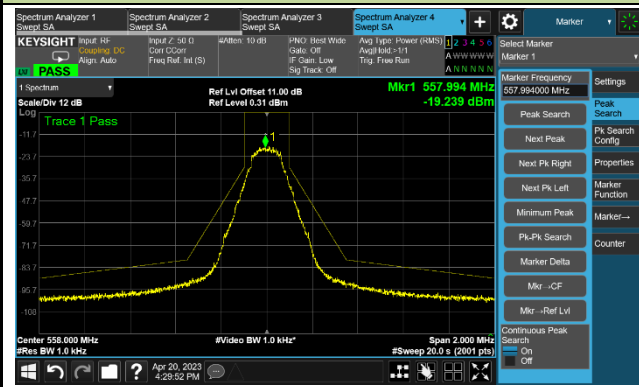 Spectrum Analyzer 1
Swept SA
Spectrum Analyzer 2
Swept SA
Spectrum Analyzer 3
Swept SA
Spectrum Analyzer 4
Swept SA
Marker
KEYSIGHT
Input: RF
Coupling: DC
Align: Auto
Input Z: 50 Ω
Corr CCorr
Freq Ref: Int (S)
#Atten: 10 dB
PNO: Best Wide
Gate: Off
IF Gain: Low
Sig Track: Off
Avg Type: Power (RMS)
Avg|Hold:>1/1
Trig: Free Run
1 2 3 4 5 6
A W W W W W
A N N N N N
PASS
Select Marker
Marker 1
1 Spectrum
Scale/Div 12 dB
Ref Lvl Offset 11.00 dB
Ref Level 0.31 dBm
Mkr1 557.994 MHz
-19.239 dBm
Log
Trace 1 Pass
1
-11.7
-23.7
-35.7
-47.7
-59.7
-71.7
-83.7
-95.7
-108
Center 558.000 MHz
#Res BW 1.0 kHz
#Video BW 1.0 kHz*
Span 2.000 MHz
#Sweep 20.0 s (2001 pts)
Marker Frequency
557.994000 MHz
Peak Search
Next Peak
Next Pk Right
Next Pk Left
Minimum Peak
Pk-Pk Search
Marker Delta
Mkr→CF
Mkr→Ref Lvl
Continuous Peak
Search
On
Off
Settings
Peak
Search
Pk Search
Config
Properties
Marker
Function
Marker→
Counter
Apr 20, 2023
4:29:52 PM